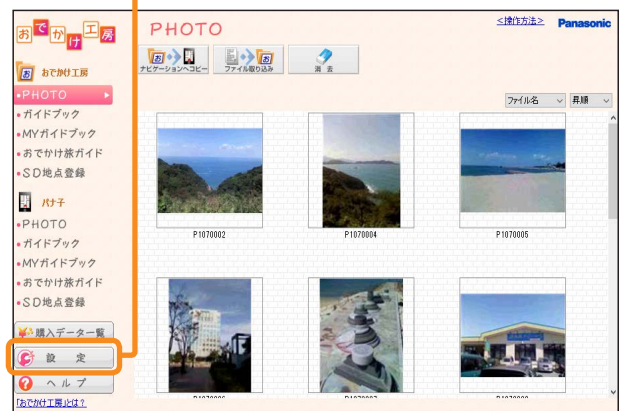 おでかけ工房
PHOTO
<操作方法>
Panasonic
ナビゲーションへコピー
ファイル取り込み
消去
おでかけ工房
•PHOTO
•ガイドブック
•MYガイドブック
•おでかけ旅ガイド
•SD地点登録
パナ子
•PHOTO
•ガイドブック
•MYガイドブック
•おでかけ旅ガイド
•SD地点登録
購入データ一覧
設 定
ヘ ル プ
「おでかけ工房」とは?
ファイル名
昇順
P1070002
P1070004
P1070005